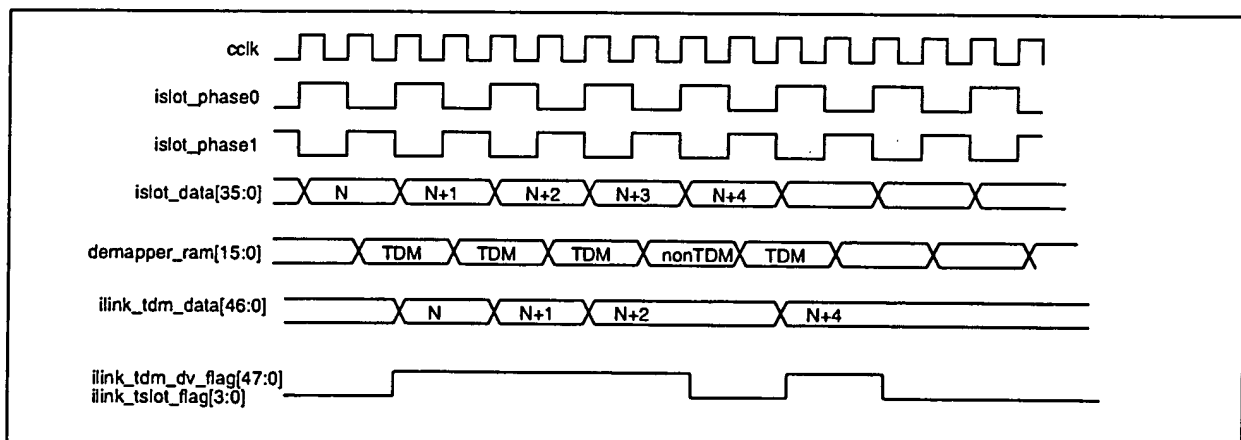 cclk
islot_phase0
islot_phase1
islot_data[35:0] N N+1 N+2 N+3 N+4
demapper_ram[15:0] TDM TDM TDM nonTDM TDM
ilink_tdm_data[46:0] N N+1 N+2 N+4
ilink_tdm_dv_flag[47:0]
ilink_tslot_flag[3:0]